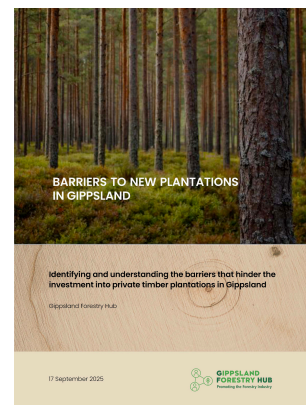 BARRIERS TO NEW PLANTATIONS
IN GIPPSLAND
Identifying and understanding the barriers that hinder the
investment into private timber plantations in Gippsland
Gippsland Forestry Hub
17 September 2025
GIPPSLAND
FORESTRY HUB
Promoting the forestry industry